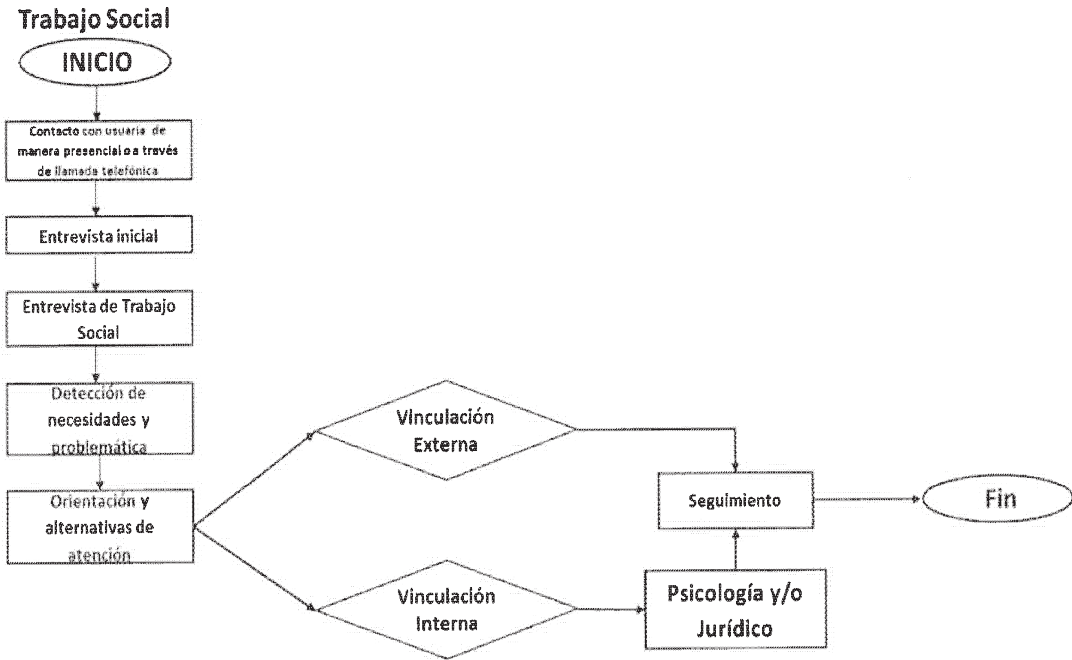 Trabajo Social
INICIO
Contacto con usuaria de
manera presencial o a través
de llamada telefónica
Entrevista inicial
Entrevista de Trabajo
Social
Detección de
necesidades y
problemática
Orientación y
alternativas de
atención
Vinculación
Externa
Vinculación
Interna
Seguimiento
Psicología y/o
Jurídico
Fin